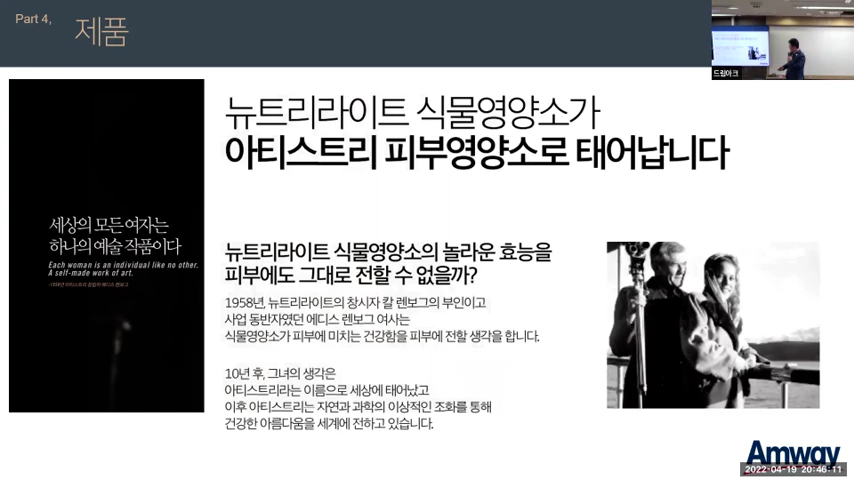 Part 4,
제품
드림아크
뉴트리라이트 식물영양소가
아티스트리 피부영양소로 태어납니다
세상의 모든 여자는
하나의 예술 작품이다
Each woman is an individual like no other.
A self-made work of art.
뉴트리라이트 식물영양소의 놀라운 효능을
피부에도 그대로 전할 수 없을까?
1958년, 뉴트리라이트의 창시자 칼 렌보그의 부인이고
사업 동반자였던 에디스 렌보그 여사는
식물영양소가 피부에 미치는 건강함을 피부에 전할 생각을 합니다.
10년 후, 그녀의 생각은
아티스트리라는 이름으로 세상에 태어났고
이후 아티스트리는 자연과 과학의 이상적인 조화를 통해
건강한 아름다움을 세계에 전하고 있습니다.
Amway
2022-04-19 20:46:11